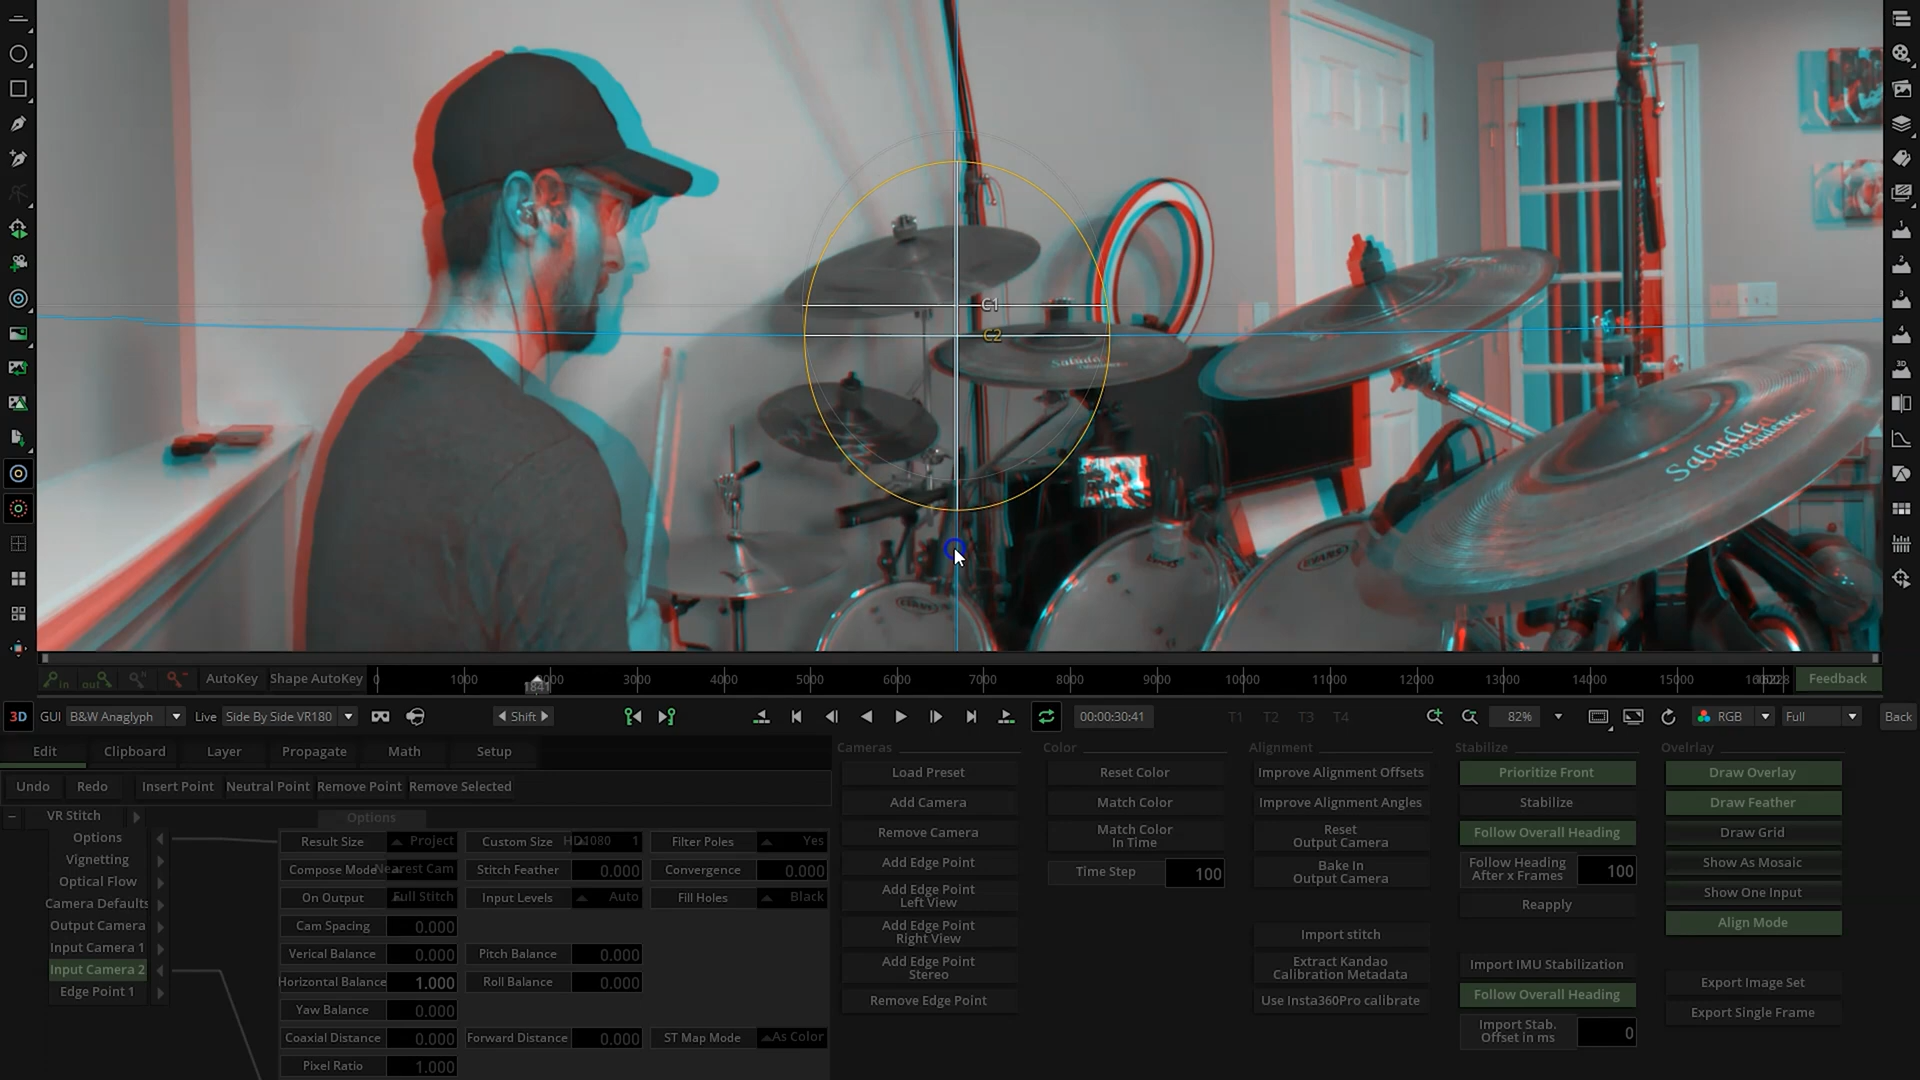 C1
C2
Saluda
Saluda
Decadence
EVANS
EVANS
AutoKey
Shape AutoKey
0
1000
2000
3000
4000
5000
6000
7000
8000
9000
10000
11000
12000
13000
14000
15000
1841
Feedback
3D
GUI
B&W Anaglyph
Live
Side By Side VR180
Shift
00:00:30:41
T1
T2
T3
T4
82%
RGB
Full
Back
Edit
Clipboard
Layer
Propagate
Math
Setup
Undo
Redo
Insert Point
Neutral Point
Remove Point
Remove Selected
VR Stitch
Options
Vignetting
Optical Flow
Camera Defaults
Output Camera
Input Camera 1
Input Camera 2
Edge Point 1
Options
Result Size
Project
Custom Size
HD1080
1
Filter Poles
Yes
Compose Mode
Nearest Cam
Stitch Feather
0.000
Convergence
0.000
On Output
Full Stitch
Input Levels
Auto
Fill Holes
Black
Cam Spacing
0.000
Verical Balance
0.000
Pitch Balance
0.000
Horizontal Balance
1.000
Roll Balance
0.000
Yaw Balance
0.000
Coaxial Distance
0.000
Forward Distance
0.000
ST Map Mode
As Color
Pixel Ratio
1.000
Cameras
Load Preset
Add Camera
Remove Camera
Add Edge Point
Add Edge Point
Left View
Add Edge Point
Right View
Add Edge Point
Stereo
Remove Edge Point
Color
Reset Color
Match Color
Match Color
In Time
Time Step
100
Alignment
Improve Alignment Offsets
Improve Alignment Angles
Reset
Output Camera
Bake In
Output Camera
Import stitch
Extract Kandao
Calibration Metadata
Use Insta360Pro calibrate
Stabilize
Prioritize Front
Stabilize
Follow Overall Heading
Follow Heading
After x Frames
100
Reapply
Import IMU Stabilization
Follow Overall Heading
Import Stab.
Offset in ms
0
Overlray
Draw Overlay
Draw Feather
Draw Grid
Show As Mosaic
Show One Input
Align Mode
Export Image Set
Export Single Frame